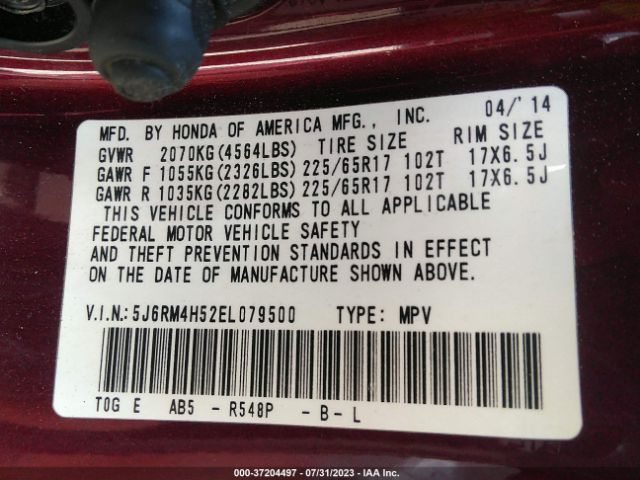 04/'14
MFD. BY HONDA OF AMERICA MFG., INC.
GVWR 2070KG(4564LBS) TIRE SIZE RIM SIZE
GAWR F 1055KG(2326LBS) 225/65R17 102T 17X6.5J
GAWR R 1035KG(2282LBS) 225/65R17 102T 17X6.5J
THIS VEHICLE CONFORMS TO ALL APPLICABLE
FEDERAL MOTOR VEHICLE SAFETY
AND THEFT PREVENTION STANDARDS IN EFFECT
ON THE DATE OF MANUFACTURE SHOWN ABOVE.
V.I.N.: 5J6RM4H52EL079500 TYPE: MPV
TOG E AB5 - R548P - B - L
000-37204497 - 07/31/2023 - IAA Inc.